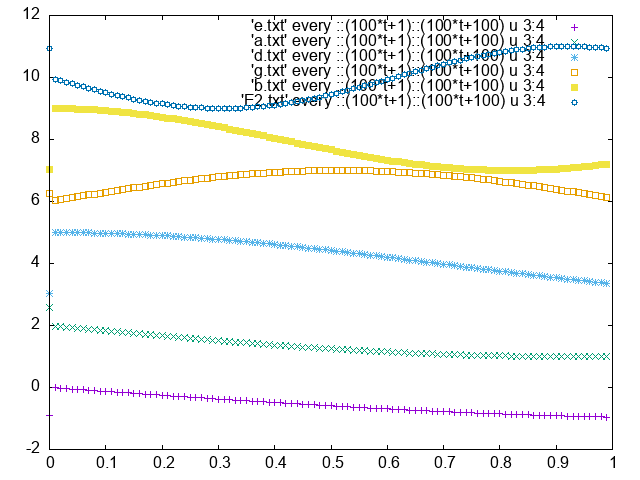 12
10
8
6
4
2
0
-2
'e.txt' every ::(100*t+1)::(100*t+100) u 3:4
'a.txt' every ::(100*t+1)::(100*t+100) u 3:4
'd.txt' every ::(100*t+1)::(100*t+100) u 3:4
'g.txt' every ::(100*t+1)::(100*t+100) u 3:4
'b.txt' every ::(100*t+1)::(100*t+100) u 3:4
'F2.txt' every ::(100*t+1)::(100*t+100) u 3:4
0 0.1 0.2 0.3 0.4 0.5 0.6 0.7 0.8 0.9 1